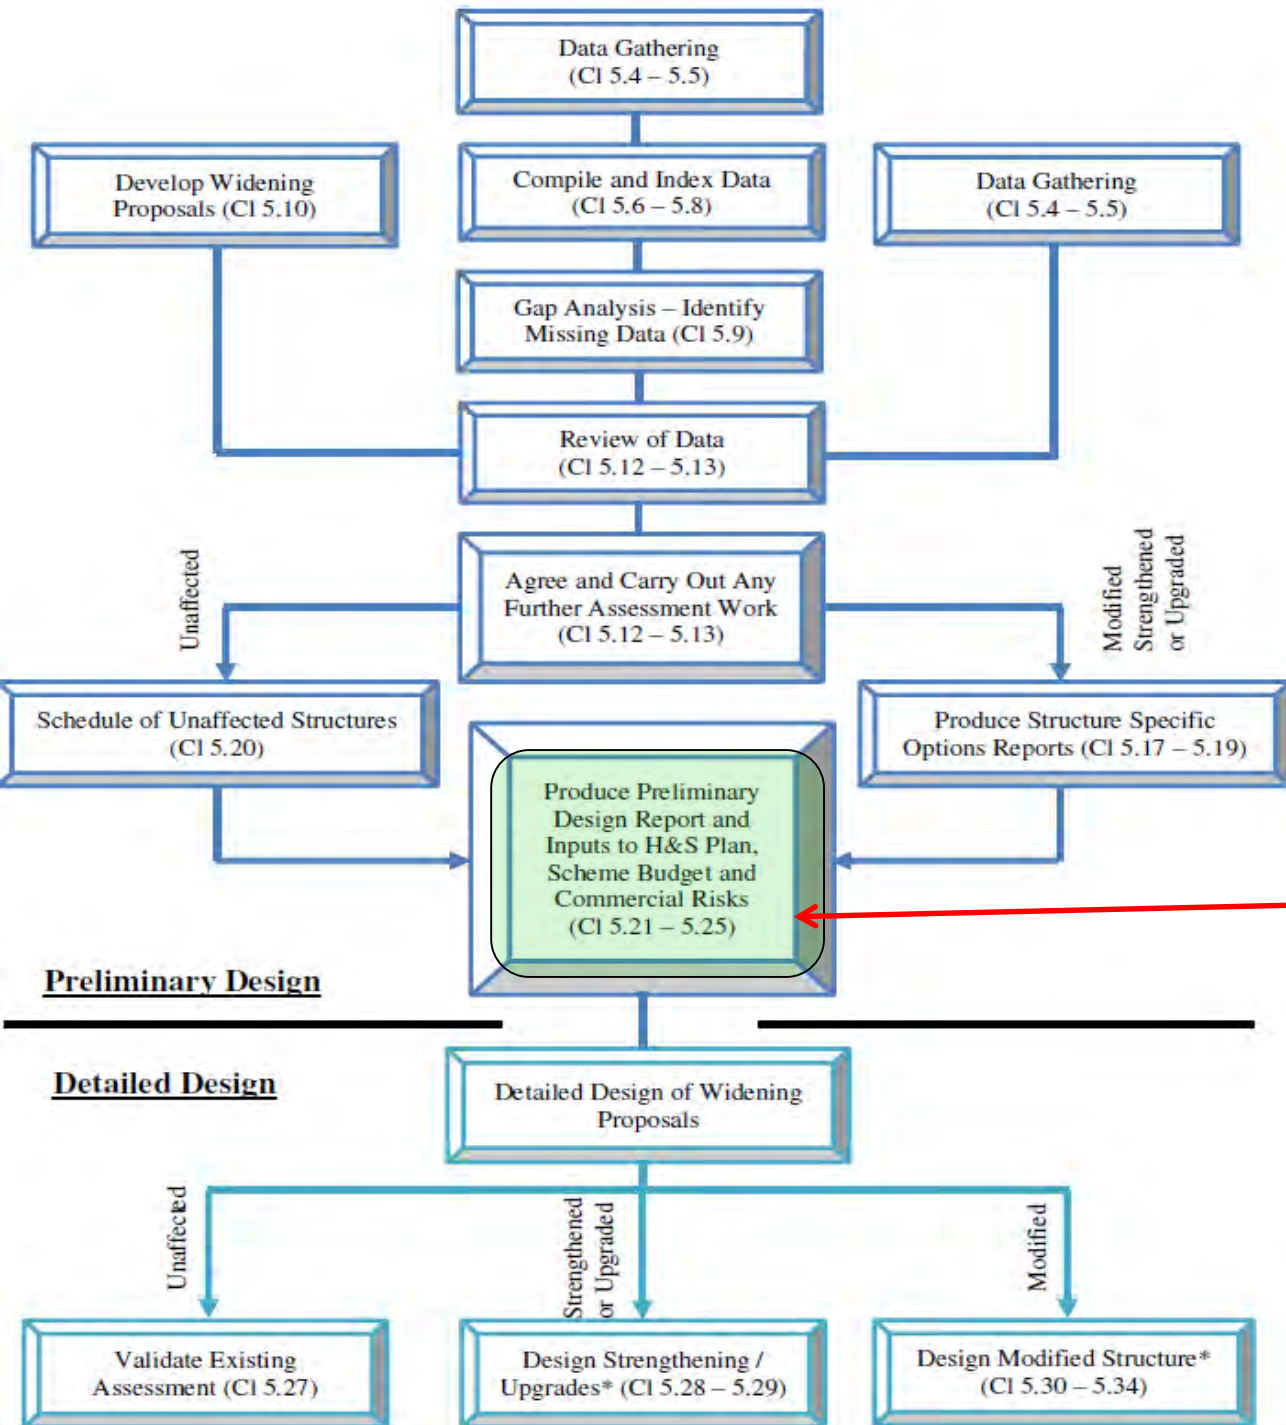 Data Gathering
(Cl 5.4 – 5.5)
Develop Widening
Proposals (Cl 5.10)
Compile and Index Data
(Cl 5.6 – 5.8)
Data Gathering
(Cl 5.4 – 5.5)
Gap Analysis – Identify
Missing Data (Cl 5.9)
Review of Data
(Cl 5.12 – 5.13)
Unaffected
Agree and Carry Out Any
Further Assessment Work
(Cl 5.12 – 5.13)
Modified
Strengthened
or Upgraded
Schedule of Unaffected Structures
(Cl 5.20)
Produce Structure Specific
Options Reports (Cl 5.17 – 5.19)
Produce Preliminary
Design Report and
Inputs to H&S Plan,
Scheme Budget and
Commercial Risks
(Cl 5.21 – 5.25)
Preliminary Design
Detailed Design
Detailed Design of Widening
Proposals
Unaffected
Strengthened
or Upgraded
Modified
Validate Existing
Assessment (Cl 5.27)
Design Strengthening /
Upgrades* (Cl 5.28 – 5.29)
Design Modified Structure*
(Cl 5.30 – 5.34)